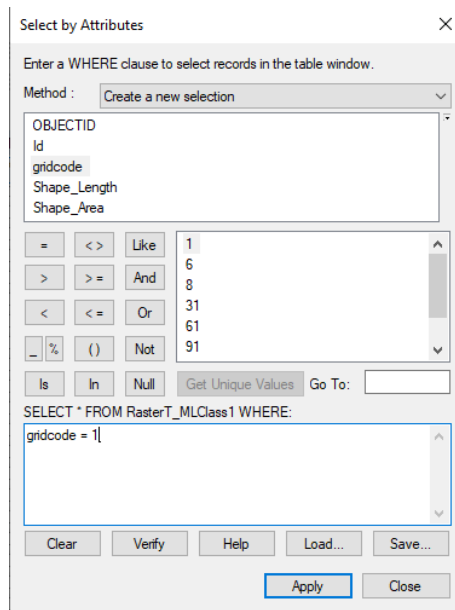 Select by Attributes
Enter a WHERE clause to select records in the table window.
Method : Create a new selection
OBJECTID
Id
gridcode
Shape_Length
Shape_Area
= <> Like 1
6
> >= And 8
31
< <= Or 61
_ % () Not 91
Is In Null Get Unique Values Go To:
SELECT * FROM RasterT_MLClass1 WHERE:
gridcode = 1
Clear Verify Help Load... Save...
Apply Close